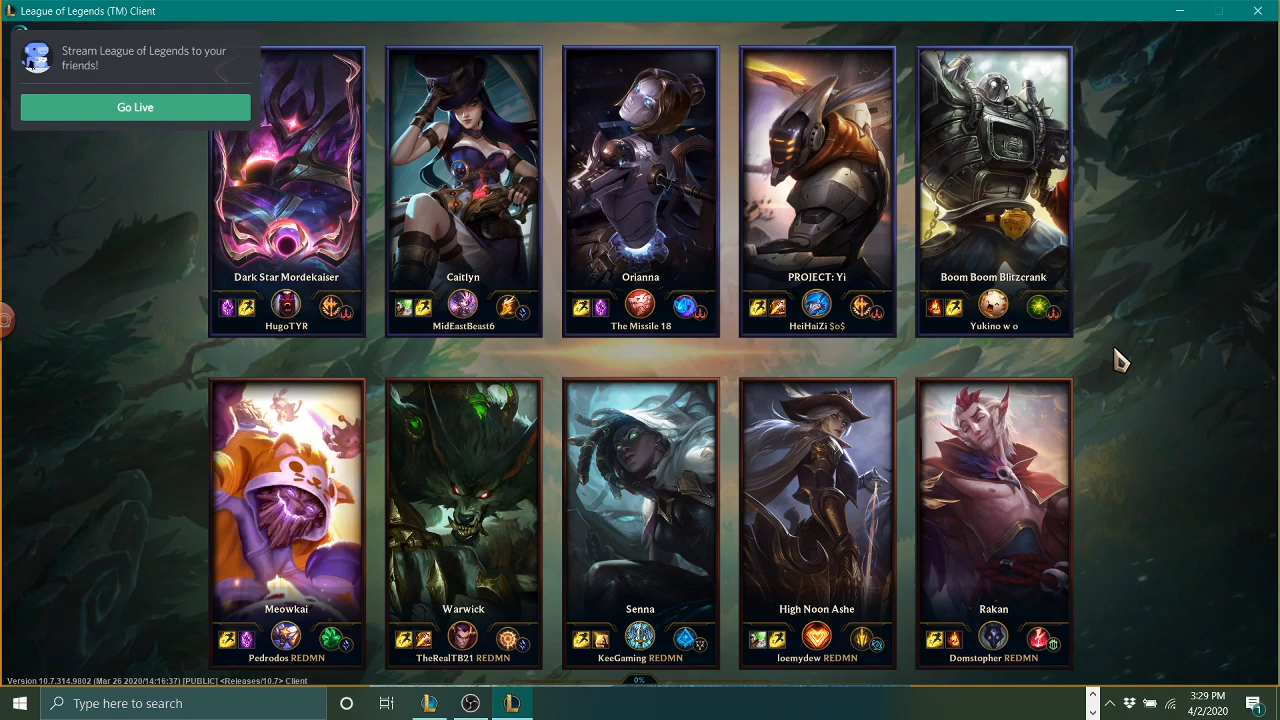 League of Legends (TM) Client
Stream League of Legends to your
friends!
Go Live
Dark Star Mordekaiser
HugoTYR
Caitlyn
MidEastBeast6
Orianna
The Missile 18
PROJECT: Yi
HeiHaiZi $o$
Boom Boom Blitzcrank
Yukino w o
Meowkai
Pedrodos REDMN
Warwick
TheRealTB21 REDMN
Senna
KeeGaming REDMN
High Noon Ashe
loemydew REDMN
Rakan
Domstopher REDMN
Version 10.7.314.9802 (Mar 26 2020/14:16:37) [PUBLIC] <Releases/10.7> Client
0%
Type here to search
3:29 PM
4/2/2020
1